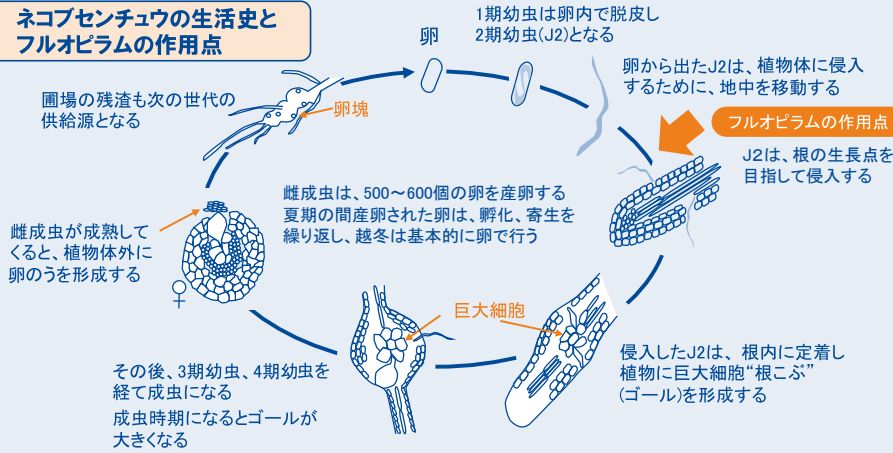 ネコブセンチュウの生活史と
フルオピラムの作用点
卵
1期幼虫は卵内で脱皮し
2期幼虫(J2)となる
卵から出たJ2は、植物体に侵入
するために、地中を移動する
フルオピラムの作用点
J2は、根の生長点を
目指して侵入する
侵入したJ2は、根内に定着し
植物に巨大細胞“根こぶ”
(ゴール)を形成する
巨大細胞
その後、3期幼虫、4期幼虫を
経て成虫になる
成虫時期になるとゴールが
大きくなる
雌成虫が成熟して
くると、植物体外に
卵のうを形成する
♀
圃場の残渣も次の世代の
供給源となる
卵塊
雌成虫は、500～600個の卵を産卵する
夏期の間産卵された卵は、孵化、寄生を
繰り返し、越冬は基本的に卵で行う